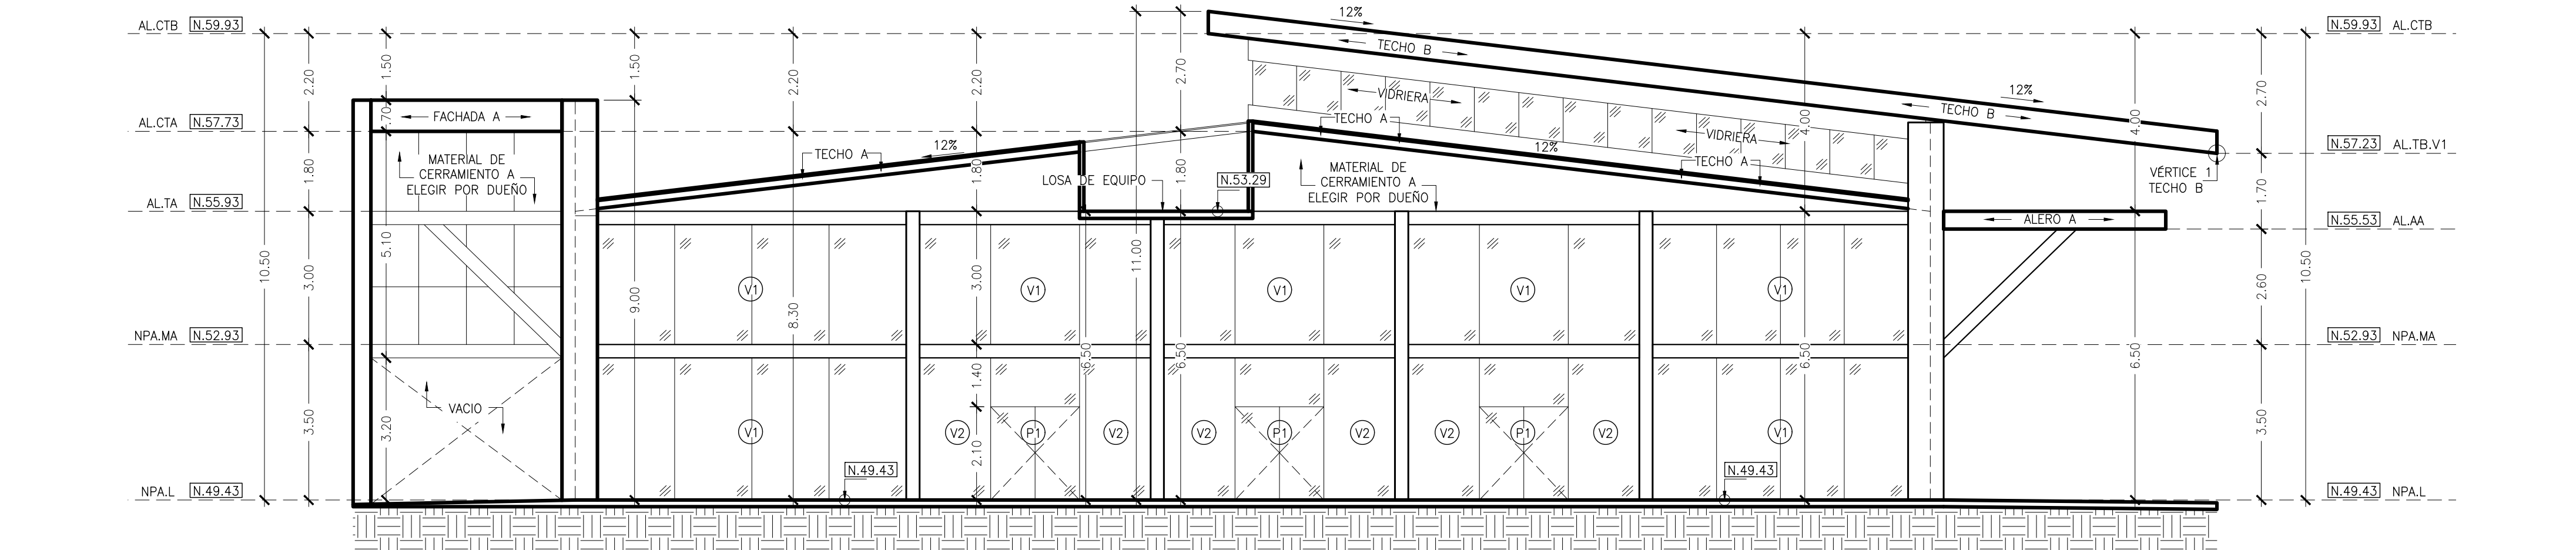 12%
AL.CTB N.59.93
N.59.93 AL.CTB
TECHO B
1.50
1.50
2.20
2.20
2.20
2.70
12%
2.70
VIDRIERA
TECHO B
4.00
4.00
FACHADA A
.70
AL.CTA N.57.73
TECHO A
VIDRIERA
N.57.23 AL.TB.V1
12%
12%
TECHO A
TECHO A
MATERIAL DE
CERRAMIENTO A
ELEGIR POR DUEÑO
MATERIAL DE
CERRAMIENTO A
ELEGIR POR DUEÑO
VÉRTICE 1
TECHO B
1.80
1.80
1.80
1.70
LOSA DE EQUIPO
N.53.29
AL.TA N.55.93
ALERO A
N.55.53 AL.AA
10.50
5.10
3.00
9.00
8.30
3.00
11.00
2.60
10.50
V1
V1
V1
V1
V1
NPA.MA N.52.93
N.52.93 NPA.MA
6.50
6.50
6.50
6.50
1.40
VACIO
3.50
3.20
2.10
3.50
V1
V2
P1
V2
V2
P1
V2
V2
P1
V2
V1
N.49.43
N.49.43
NPA.L N.49.43
N.49.43 NPA.L